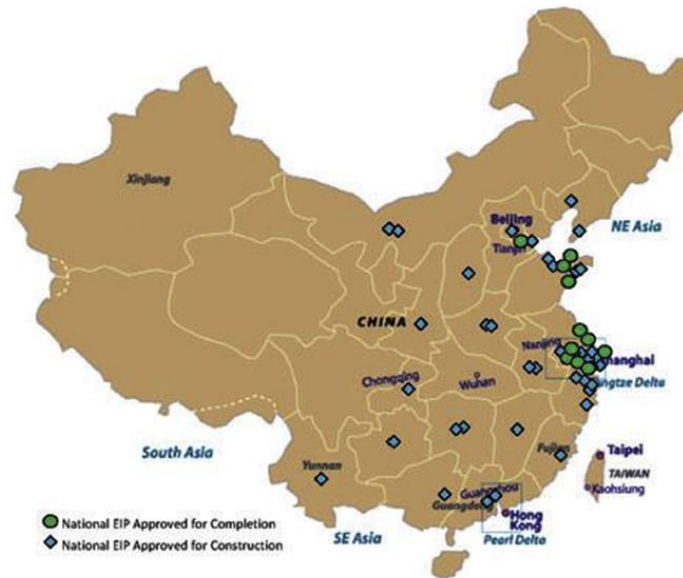 Xinjiang
Beijing
Tianjin
NE Asia
CHINA
Nanjing
Shanghai
Chongqing
Wuhan
Yangtze Delta
South Asia
Yunnan
Fujian
Taipei
TAIWAN
Kaohsiung
Guangzhou
Guangdong
Hong
Kong
SE Asia
Pearl Delta
National EIP Approved for Completion
National EIP Approved for Construction